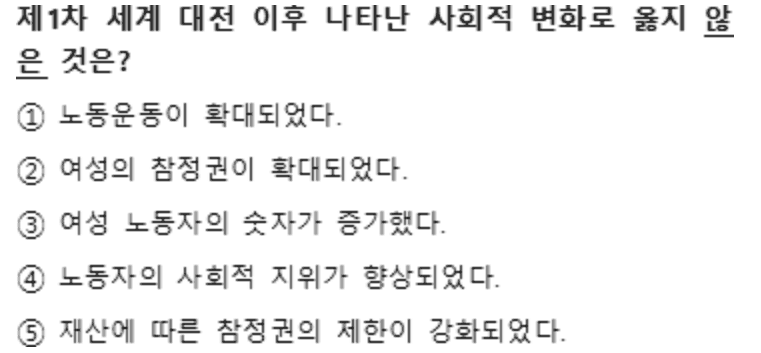 제1차 세계 대전 이후 나타난 사회적 변화로 옳지 않
은 것은?
① 노동운동이 확대되었다.
② 여성의 참정권이 확대되었다.
③ 여성 노동자의 숫자가 증가했다.
④ 노동자의 사회적 지위가 향상되었다.
⑤ 재산에 따른 참정권의 제한이 강화되었다.